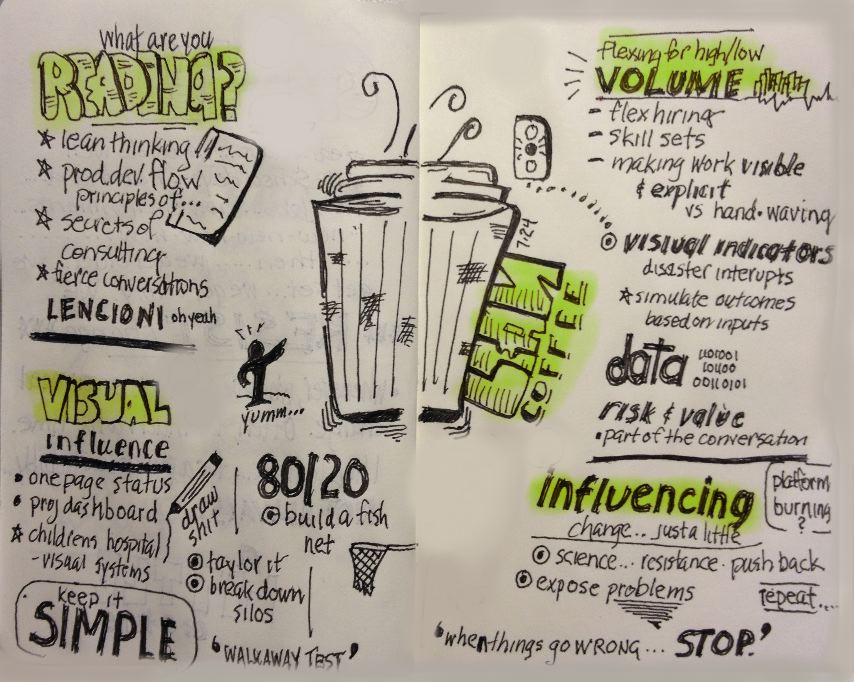 what are you
READING?
lean thinking
prod.dev. flow
principles of...
secrets of
consulting
fierce conversations
LENCIONI oh yeah
VISUAL
influence
one page status
proj dashboard
childrens hospital
-visual systems
draw
shit
keep it
SIMPLE
yumm...
80/20
build a fish
net
taylor it
break down
silos
'WALKAWAY TEST'
7/24
LEAN
COFFEE
flexing for high/low
VOLUME
- flex hiring
- skill sets
- making work visible
& explicit
vs hand-waving
visiual indicators
disaster interupts
simulate outcomes
based on inputs
data
risk & value
• part of the conversation
influencing
change... just a little
platform
burning
?
science... resistance. push back
expose problems
repeat....
'when things go WRONG... STOP.'